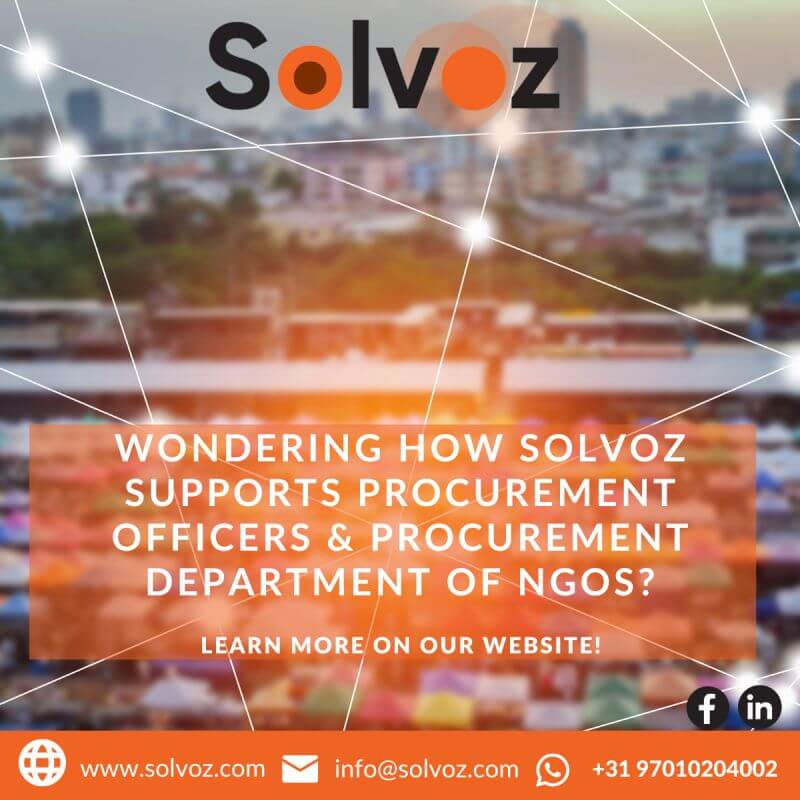 Solvoz
WONDERING HOW SOLVOZ
SUPPORTS PROCUREMENT
OFFICERS & PROCUREMENT
DEPARTMENT OF NGOS?
LEARN MORE ON OUR WEBSITE!
f in
www.solvoz.com info@solvoz.com +31 97010204002